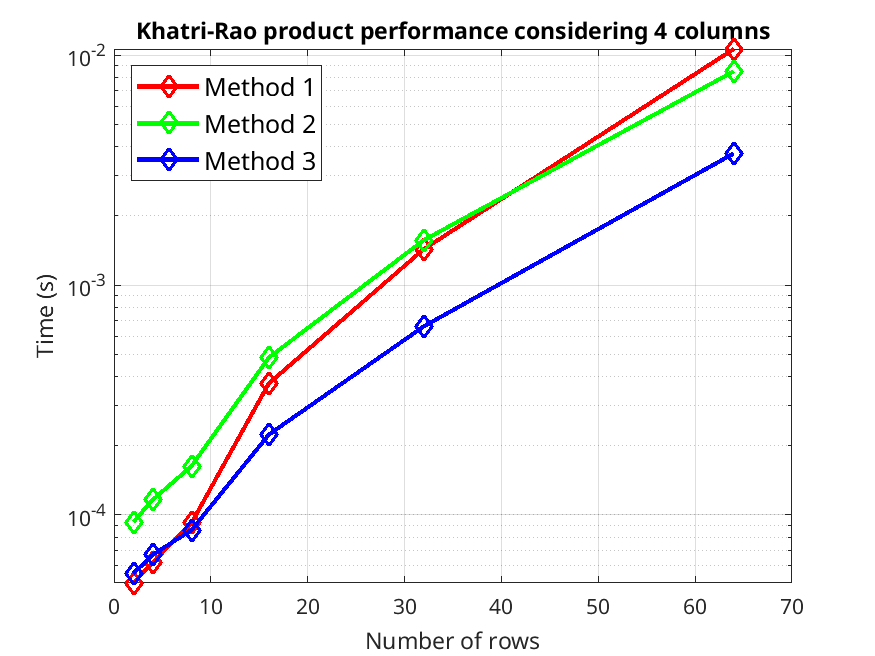 Khatri-Rao product performance considering 4 columns
Method 1
Method 2
Method 3
10-2
10-3
10-4
Time (s)
0 10 20 30 40 50 60 70
Number of rows